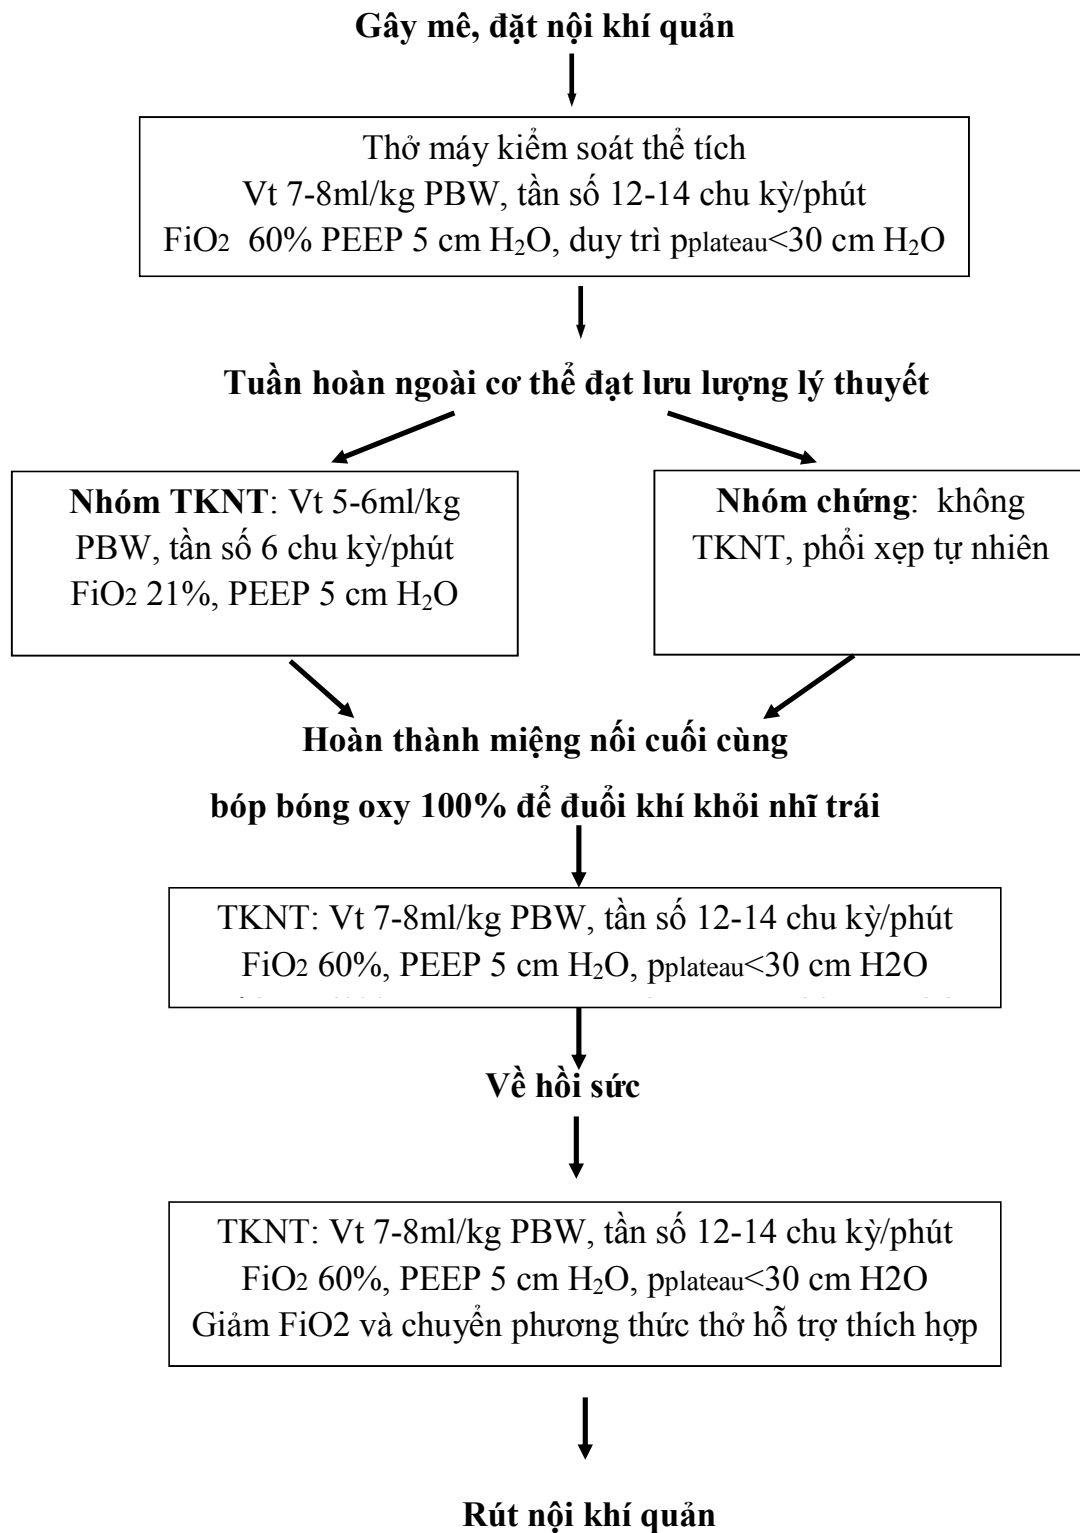 Gây mê, đặt nội khí quản
Thở máy kiểm soát thể tích
Vt 7-8ml/kg PBW, tần số 12-14 chu kỳ/phút
FiO2 60% PEEP 5 cm H₂O, duy trì pplateau<30 cm H₂O
Tuần hoàn ngoài cơ thể đạt lưu lượng lý thuyết
Nhóm TKNT: Vt 5-6ml/kg
PBW, tần số 6 chu kỳ/phút
FiO2 21%, PEEP 5 cm H₂O
Nhóm chứng: không
TKNT, phổi xẹp tự nhiên
Hoàn thành miệng nối cuối cùng
bóp bóng oxy 100% để đuổi khí khỏi nhĩ trái
TKNT: Vt 7-8ml/kg PBW, tần số 12-14 chu kỳ/phút
FiO2 60%, PEEP 5 cm H₂O, pplateau<30 cm H2O
Về hồi sức
TKNT: Vt 7-8ml/kg PBW, tần số 12-14 chu kỳ/phút
FiO2 60%, PEEP 5 cm H₂O, pplateau<30 cm H2O
Giảm FiO2 và chuyển phương thức thở hỗ trợ thích hợp
Rút nội khí quản